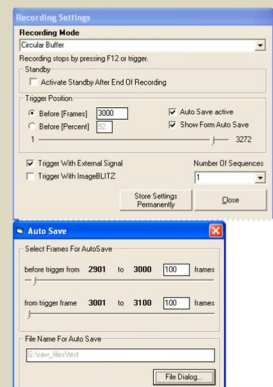 Recording Settings
Recording Mode
Circular Buffer
Recording stops by pressing F12 or trigger.
Standby
Activate Standby After End Of Recording
Trigger Position
Before [Frames] 3000
Auto Save active
Before [Percent] 92
Show Form Auto Save
1 3272
Trigger With External Signal
Number Of Sequences
Trigger With ImageBLITZ
1
Store Settings Permanently
Close
Auto Save
Select Frames For AutoSave
before trigger from 2901 to 3000 100 frames
from trigger frame 3001 to 3100 100 frames
File Name For Auto Save
G:\raw_files\test
File Dialog...